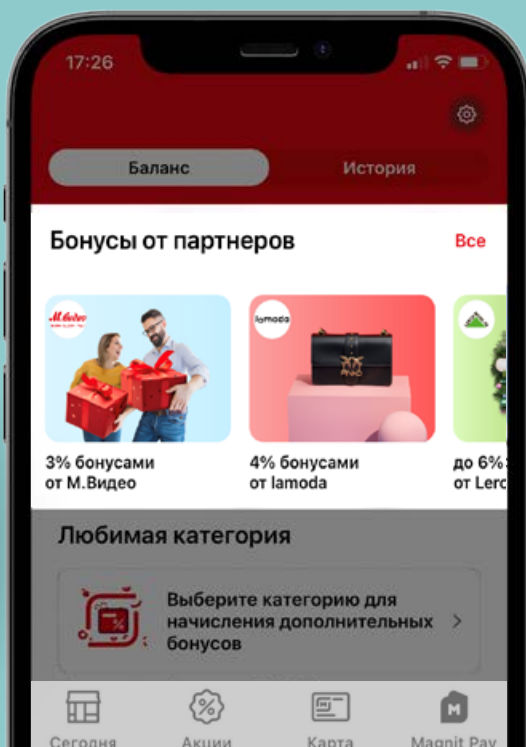 17:26
Баланс
История
Бонусы от партнеров
Все
М.Видео
lamoda
3% бонусами
от М.Видео
4% бонусами
от lamoda
до 6%
от Lero
Любимая категория
Выберите категорию для
начисления дополнительных
бонусов
Сегодня
Акции
Карта
Magnit Pay